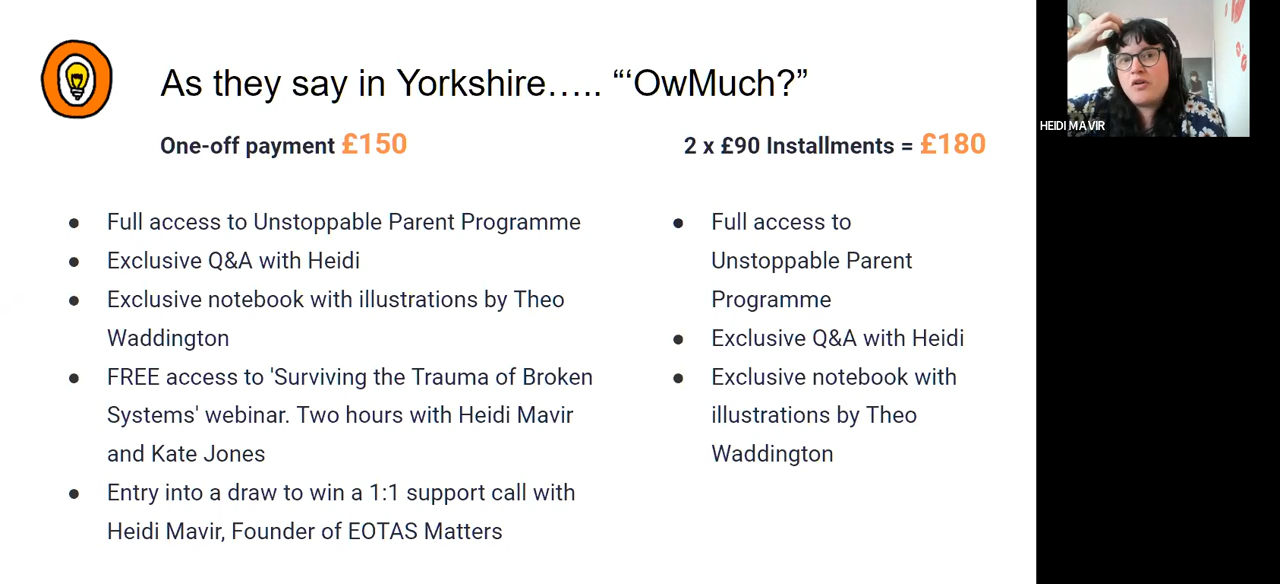 As they say in Yorkshire….. “‘OwMuch?”
One-off payment £150
● Full access to Unstoppable Parent Programme
● Exclusive Q&A with Heidi
● Exclusive notebook with illustrations by Theo
Waddington
● FREE access to 'Surviving the Trauma of Broken
Systems' webinar. Two hours with Heidi Mavir
and Kate Jones
● Entry into a draw to win a 1:1 support call with
Heidi Mavir, Founder of EOTAS Matters
2 x £90 Installments = £180
● Full access to
Unstoppable Parent
Programme
● Exclusive Q&A with Heidi
● Exclusive notebook with
illustrations by Theo
Waddington
HEIDI MAVIR